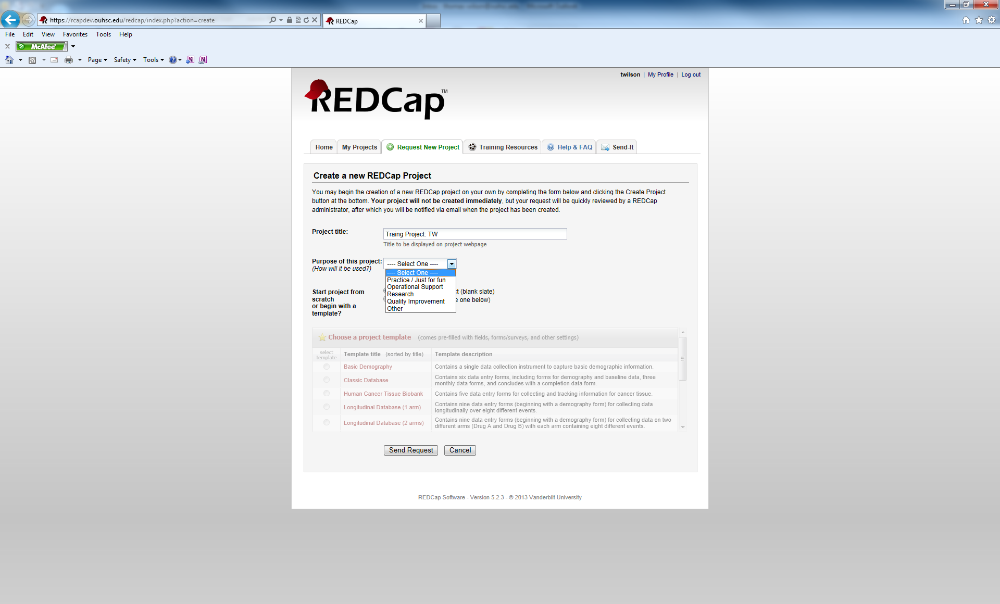 https://rcapdev.ouhsc.edu/redcap/index.php?action=create
REDCap
File Edit View Favorites Tools Help
McAfee
Page Safety Tools
twilson | My Profile | Log out
REDCap™
Home
My Projects
Request New Project
Training Resources
Help & FAQ
Send-It
Create a new REDCap Project
You may begin the creation of a new REDCap project on your own by completing the form below and clicking the Create Project
button at the bottom. Your project will not be created immediately, but your request will be quickly reviewed by a REDCap
administrator, after which you will be notified via email when the project has been created.
Project title: Traing Project: TW
Title to be displayed on project webpage
Purpose of this project: ---- Select One ----
(How will it be used?)
---- Select One ----
Practice / Just for fun
Operational Support
Research
Quality Improvement
Other
Start project from
scratch
or begin with a
template?
t (blank slate)
e one below)
Choose a project template (comes pre-filled with fields, forms/surveys, and other settings)
select
template
Template title (sorted by title) Template description
Basic Demography Contains a single data collection instrument to capture basic demographic information.
Classic Database Contains six data entry forms, including forms for demography and baseline data, three
monthly data forms, and concludes with a completion data form.
Human Cancer Tissue Biobank Contains five data entry forms for collecting and tracking information for cancer tissue.
Longitudinal Database (1 arm) Contains nine data entry forms (beginning with a demography form) for collecting data
longitudinally over eight different events.
Longitudinal Database (2 arms) Contains nine data entry forms (beginning with a demography form) for collecting data on two
different arms (Drug A and Drug B) with each arm containing eight different events.
Send Request Cancel
REDCap Software - Version 5.2.3 - © 2013 Vanderbilt University